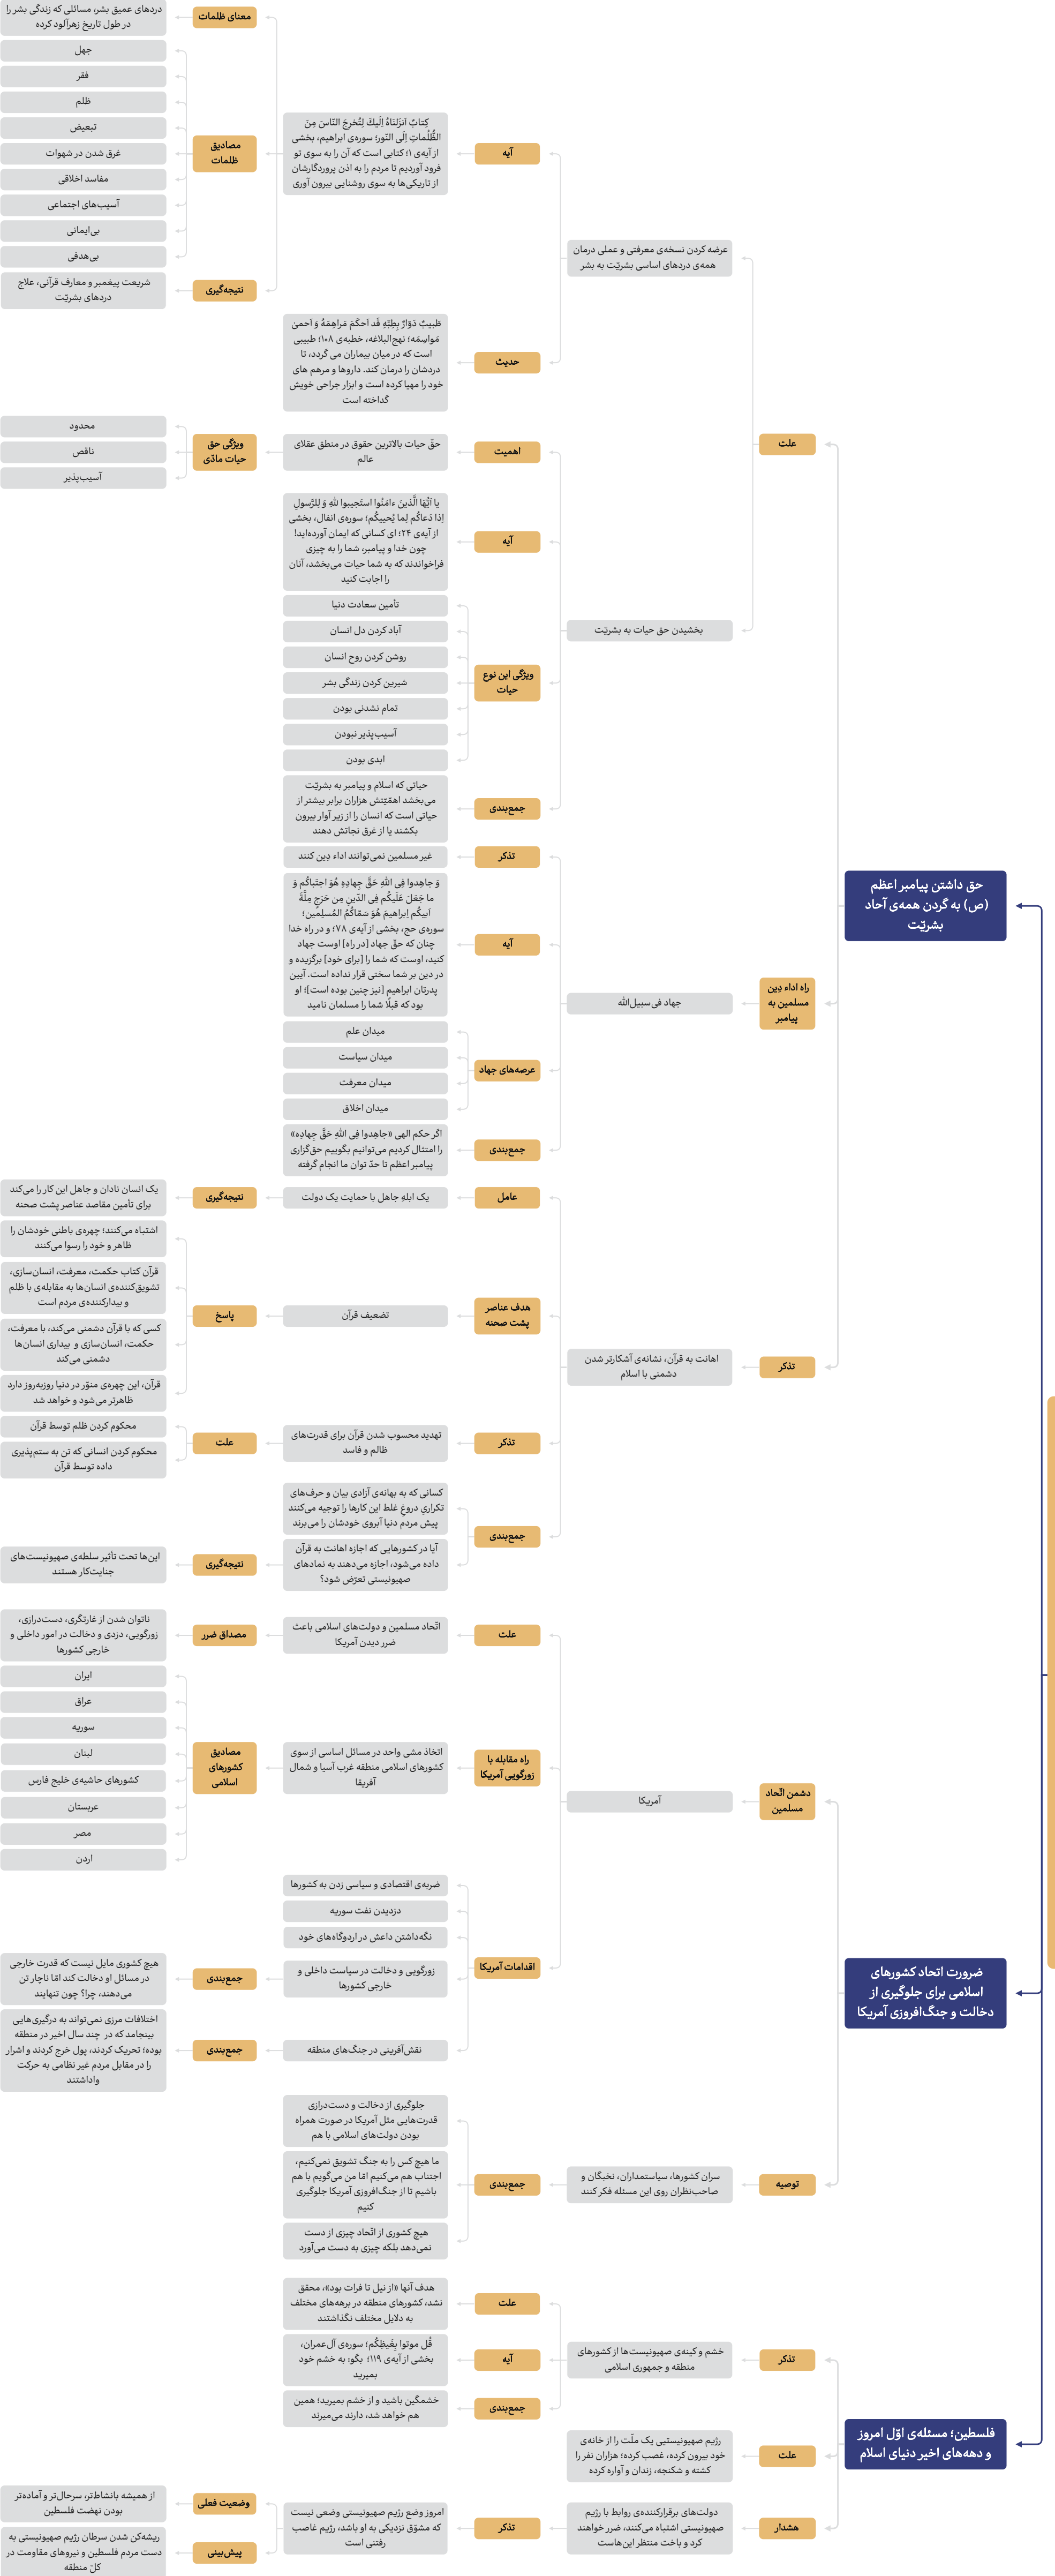 حق داشتن پیامبر اعظم
(ص) به گردن همه‌ی آحاد
بشریّت
علت
عرضه کردن نسخه‌ی معرفتی و عملی درمان
همه‌ی دردهای اساسی بشریّت به بشر
آیه
کِتابٌ اَنزَلناهُ اِلَیكَ لِتُخرِجَ النّاسَ مِنَ
الظُّلُماتِ اِلَی النّور؛ سوره‌ی ابراهیم، بخشی
از آیه‌ی ۱؛ کتابی است که آن را به سوی تو
فرود آوردیم تا مردم را به اذن پروردگارشان
از تاریکی‌ها به سوی روشنایی بیرون آوری
معنای ظلمات
دردهای عمیق بشر، مسائلی که زندگی بشر را
در طول تاریخ زهرآلود کرده
مصادیق
ظلمات
جهل
فقر
ظلم
تبعیض
غرق شدن در شهوات
مفاسد اخلاقی
آسیب‌های اجتماعی
بی‌ایمانی
بی‌هدفی
نتیجه‌گیری
شریعت پیغمبر و معارف قرآنی، علاج
دردهای بشریّت
حدیث
طَبیبٌ دَوّارٌ بِطِبِّهِ قَد اَحکَمَ مَراهِمَهُ وَ اَحمیٰ
مَواسِمَه؛ نهج‌البلاغه، خطبه‌ی ۱۰۸؛ طبیبی
است که در میان بیماران می گردد، تا
دردشان را درمان کند. داروها و مرهم های
خود را مهیا کرده است و ابزار جراحی خویش
گداخته است
بخشیدن حق حیات به بشریّت
اهمیت
حقّ حیات بالاترین حقوق در منطق عقلای
عالم
ویژگی حق
حیات مادّی
محدود
ناقص
آسیب‌پذیر
آیه
یا اَیُّهَا الَّذینَ ءامَنُوا استَجیبوا للهِ وَ لِلرَّسولِ
اِذا دَعاکُم لِما یُحییکُم؛ سوره‌ی انفال، بخشی
از آیه‌ی ۲۴؛ ای کسانی که ایمان آورده‌اید!
چون خدا و پیامبر، شما را به چیزی
فراخواندند که به شما حیات می‌بخشد، آنان
را اجابت کنید
ویژگی این نوع
حیات
تأمین سعادت دنیا
آباد کردن دل انسان
روشن کردن روح انسان
شیرین کردن زندگی بشر
تمام نشدنی بودن
آسیب‌پذیر نبودن
ابدی بودن
جمع‌بندی
حیاتی که اسلام و پیامبر به بشریّت
می‌بخشد اهمّیّتش هزاران برابر بیشتر از
حیاتی است که انسان را از زیر آوار بیرون
بکشند یا از غرق نجاتش دهند
راه اداء دِین
مسلمین به
پیامبر
جهاد فی‌سبیل‌الله
تذکر
غیر مسلمین نمی‌توانند اداء دِین کنند
آیه
وَ جاهِدوا فِی اللهِ حَقَّ جِهادِهِ هُوَ اجتَباکُم وَ
ما جَعَلَ عَلَیکُم فِی الدّینِ مِن حَرَجٍ مِلَّةَ
اَبیکُم اِبراهیمَ هُوَ سَمّاکُمُ المُسلِمین؛
سوره‌ی حج، بخشی از آیه‌ی ۷۸؛ و در راه خدا
چنان که حقّ جهاد [در راه] اوست جهاد
کنید، اوست که شما را [برای خود] برگزیده و
در دین بر شما سختی قرار نداده است. آیین
پدرتان ابراهیم [نیز چنین بوده است]؛ او
بود که قبلًا شما را مسلمان نامید
عرصه‌های جهاد
میدان علم
میدان سیاست
میدان معرفت
میدان اخلاق
جمع‌بندی
اگر حکم الهی «جاهِدوا فِی اللهِ حَقَّ جِهادِه»
را امتثال کردیم می‌توانیم بگوییم حق‌گزاری
پیامبر اعظم تا حدّ توان ما انجام گرفته
تذکر
اهانت به قرآن، نشانه‌ی آشکارتر شدن
دشمنی با اسلام
عامل
یک ابله جاهل با حمایت یک دولت
نتیجه‌گیری
یک انسان نادان و جاهل این کار را می‌کند
برای تأمین مقاصد عناصر پشت صحنه
هدف عناصر
پشت صحنه
تضعیف قرآن
پاسخ
اشتباه می‌کنند؛ چهره‌ی باطنی خودشان را
ظاهر و خود را رسوا می‌کنند
قرآن کتاب حکمت، معرفت، انسان‌سازی،
تشویق‌کننده‌ی انسان‌ها به مقابله‌ی با ظلم
و بیدارکننده‌ی مردم است
کسی که با قرآن دشمنی می‌کند، با معرفت،
حکمت، انسان‌سازی و بیداری انسان‌ها
دشمنی می‌کند
قرآن، این چهره‌ی منوّر در دنیا روزبه‌روز دارد
ظاهرتر می‌شود و خواهد شد
تذکر
تهدید محسوب شدن قرآن برای قدرت‌های
ظالم و فاسد
علت
محکوم کردن ظلم توسط قرآن
محکوم کردن انسانی که تن به ستم‌پذیری
داده توسط قرآن
جمع‌بندی
کسانی که به بهانه‌ی آزادی بیان و حرف‌های
تکراریِ دروغ غلط این کارها را توجیه می‌کنند
پیش مردم دنیا آبروی خودشان را می‌برند
آیا در کشورهایی که اجازه اهانت به قرآن
داده می‌شود، اجازه می‌دهند به نمادهای
صهیونیستی تعرّض شود؟
نتیجه‌گیری
این‌ها تحت تأثیر سلطه‌ی صهیونیست‌های
جنایت‌کار هستند
ضرورت اتحاد کشورهای
اسلامی برای جلوگیری از
دخالت و جنگ‌افروزی آمریکا
دشمن اتّحاد
مسلمین
آمریکا
علت
اتّحاد مسلمین و دولت‌های اسلامی باعث
ضرر دیدن آمریکا
مصداق ضرر
ناتوان شدن از غارتگری، دست‌درازی،
زورگویی، دزدی و دخالت در امور داخلی و
خارجی کشورها
راه مقابله با
زورگویی آمریکا
اتخاذ مشی واحد در مسائل اساسی از سوی
کشورهای اسلامی منطقه غرب آسیا و شمال
آفریقا
مصادیق
کشورهای
اسلامی
ایران
عراق
سوریه
لبنان
کشورهای حاشیه‌ی خلیج فارس
عربستان
مصر
اردن
اقدامات آمریکا
ضربه‌ی اقتصادی و سیاسی زدن به کشورها
دزدیدن نفت سوریه
نگه‌داشتن داعش در اردوگاه‌های خود
زورگویی و دخالت در سیاست داخلی و
خارجی کشورها
جمع‌بندی
هیچ کشوری مایل نیست که قدرت خارجی
در مسائل او دخالت کند امّا ناچار تن
می‌دهند، چرا؟ چون تنهایند
نقش‌آفرینی در جنگ‌های منطقه
جمع‌بندی
اختلافات مرزی نمی‌تواند به درگیری‌هایی
بینجامد که در چند سال اخیر در منطقه
بوده؛ تحریک کردند، پول خرج کردند و اشرار
را در مقابل مردم غیر نظامی به حرکت
واداشتند
توصیه
سران کشورها، سیاستمداران، نخبگان و
صاحب‌نظران روی این مسئله فکر کنند
جمع‌بندی
جلوگیری از دخالت و دست‌درازی
قدرت‌هایی مثل آمریکا در صورت همراه
بودن دولت‌های اسلامی با هم
ما هیچ کس را به جنگ تشویق نمی‌کنیم،
اجتناب هم می‌کنیم امّا من می‌گویم با هم
باشیم تا از جنگ‌افروزی آمریکا جلوگیری
کنیم
هیچ کشوری از اتّحاد چیزی از دست
نمی‌دهد بلکه چیزی به دست می‌آورد
فلسطین؛ مسئله‌ی اوّل امروز
و دهه‌های اخیر دنیای اسلام
تذکر
خشم و کینه‌ی صهیونیست‌ها از کشورهای
منطقه و جمهوری اسلامی
علت
هدف آنها «از نیل تا فرات بود»، محقق
نشد، کشورهای منطقه در برهه‌های مختلف
به دلایل مختلف نگذاشتند
آیه
قُل موتوا بِغَیظِکُم؛ سوره‌ی آل‌عمران،
بخشی از آیه‌ی ۱۱۹؛ بگو: به خشم خود
بمیرید
جمع‌بندی
خشمگین باشید و از خشم بمیرید؛ همین
هم خواهد شد، دارند می‌میرند
علت
رژیم صهیونیستیی یک ملّت را از خانه‌ی
خود بیرون کرده، غصب کرده؛ هزاران نفر را
کشته و شکنجه، زندان و آواره کرده
هشدار
دولت‌های برقرارکننده‌ی روابط با رژیم
صهیونیستی اشتباه می‌کنند، ضرر خواهند
کرد و باخت منتظر این‌هاست
تذکر
امروز وضع رژیم صهیونیستی وضعی نیست
که مشوّق نزدیکی به او باشد، رژیم غاصب
رفتنی است
وضعیت فعلی
از همیشه بانشاط‌تر، سرحال‌تر و آماده‌تر
بودن نهضت فلسطین
پیش‌بینی
ریشه‌کن شدن سرطان رژیم صهیونیستی به
دست مردم فلسطین و نیروهای مقاومت در
کلّ منطقه